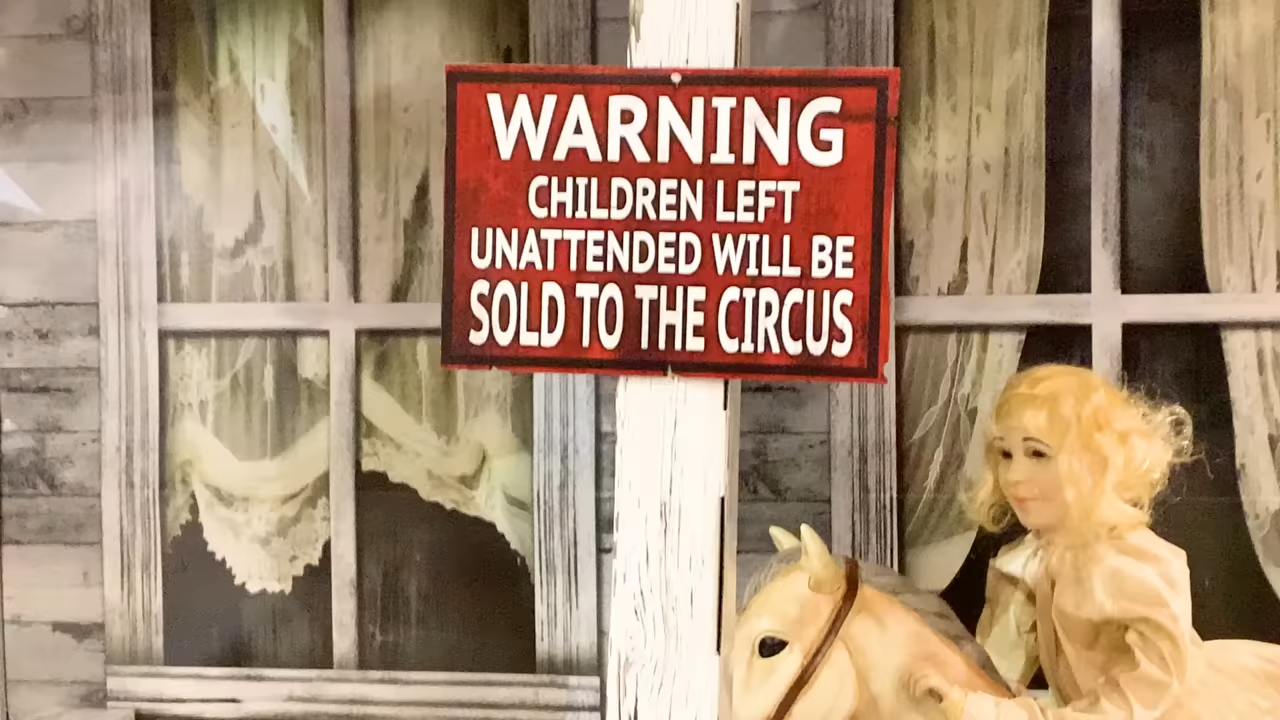 WARNING
CHILDREN LEFT
UNATTENDED WILL BE
SOLD TO THE CIRCUS